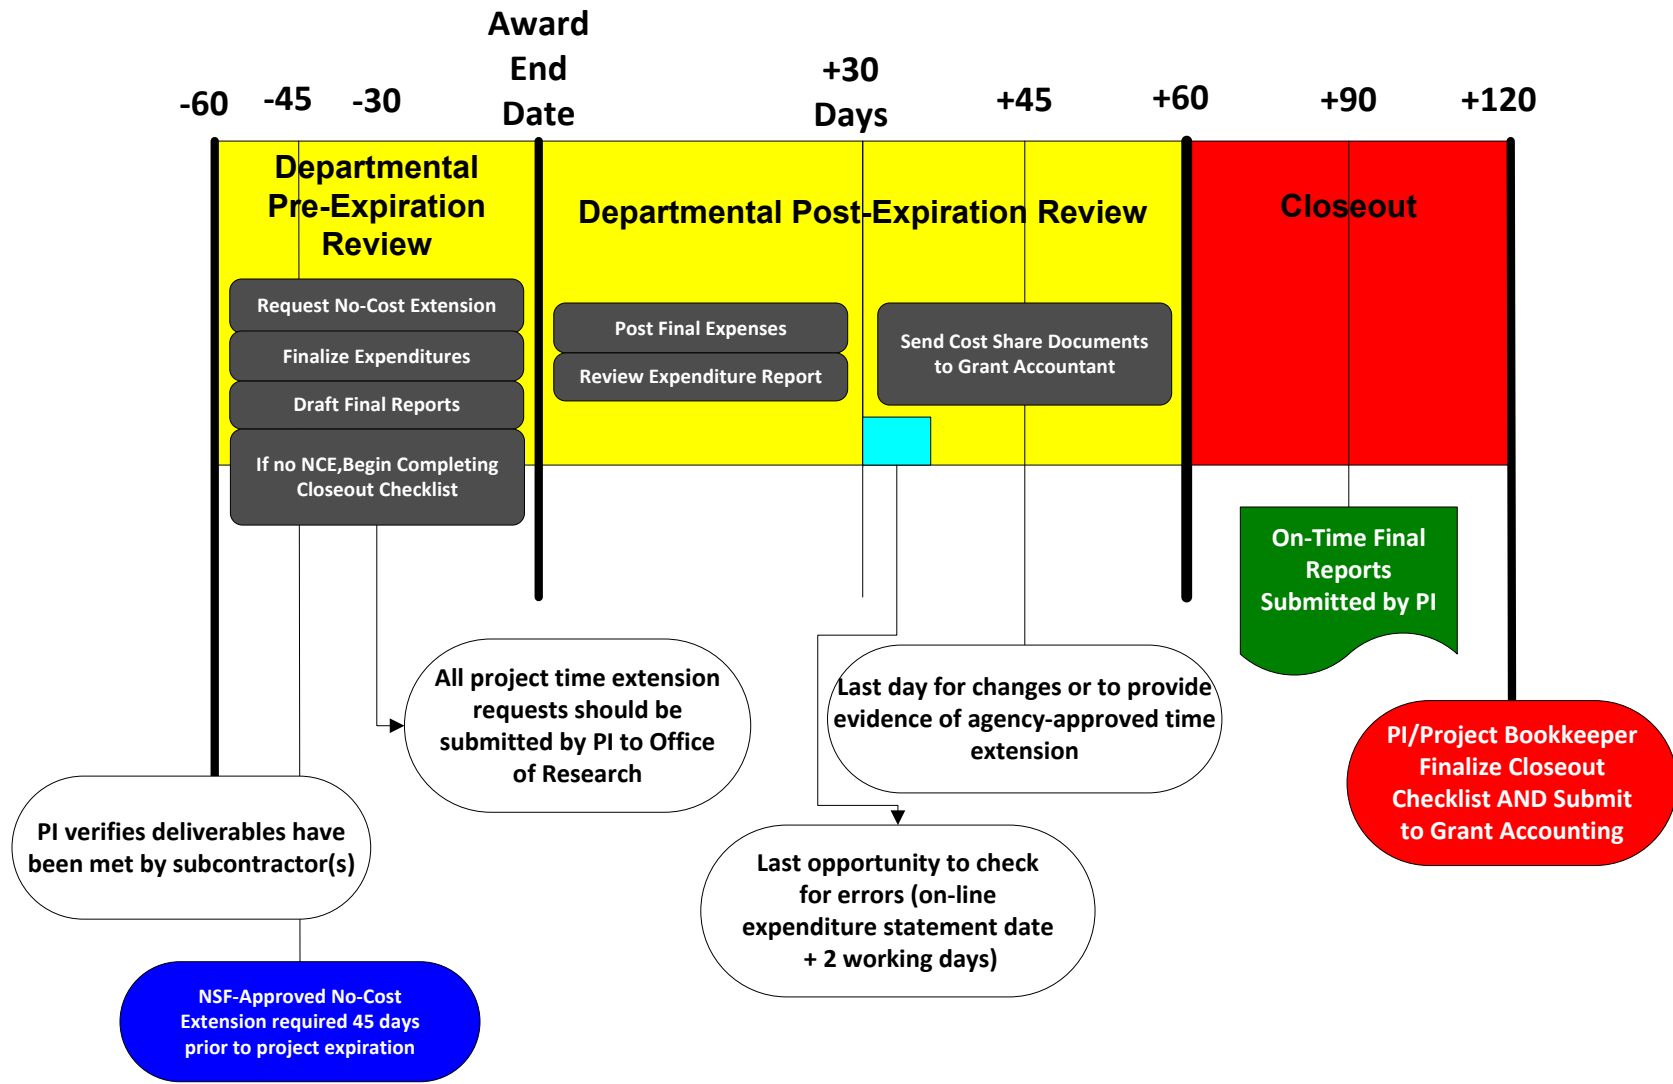 Award
End
Date
+30
Days
-60
-45
-30
+45
+60
+90
+120
Departmental
Pre-Expiration
Review
Departmental Post-Expiration Review
Closeout
Request No-Cost Extension
Finalize Expenditures
Draft Final Reports
If no NCE,Begin Completing
Closeout Checklist
Post Final Expenses
Review Expenditure Report
Send Cost Share Documents
to Grant Accountant
On-Time Final
Reports
Submitted by PI
All project time extension
requests should be
submitted by PI to Office
of Research
Last day for changes or to provide
evidence of agency-approved time
extension
PI/Project Bookkeeper
Finalize Closeout
Checklist AND Submit
to Grant Accounting
PI verifies deliverables have
been met by subcontractor(s)
Last opportunity to check
for errors (on-line
expenditure statement date
+ 2 working days)
NSF-Approved No-Cost
Extension required 45 days
prior to project expiration